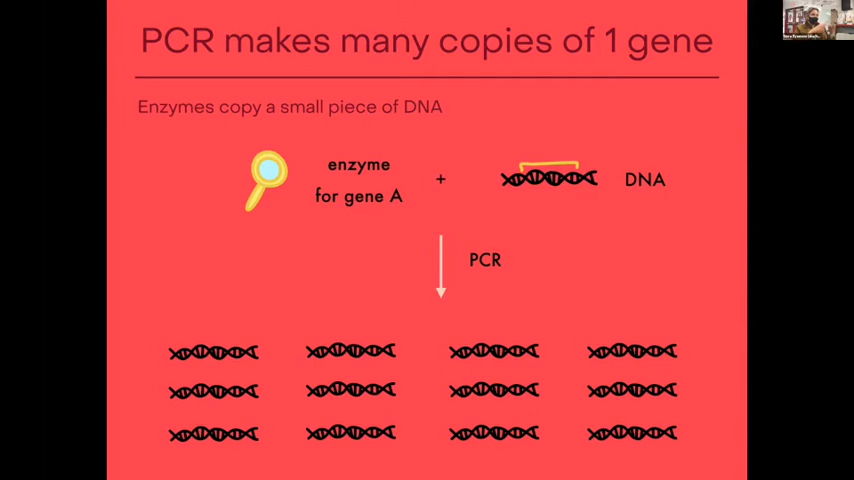 PCR makes many copies of 1 gene
Enzymes copy a small piece of DNA
enzyme
for gene A
+
DNA
PCR